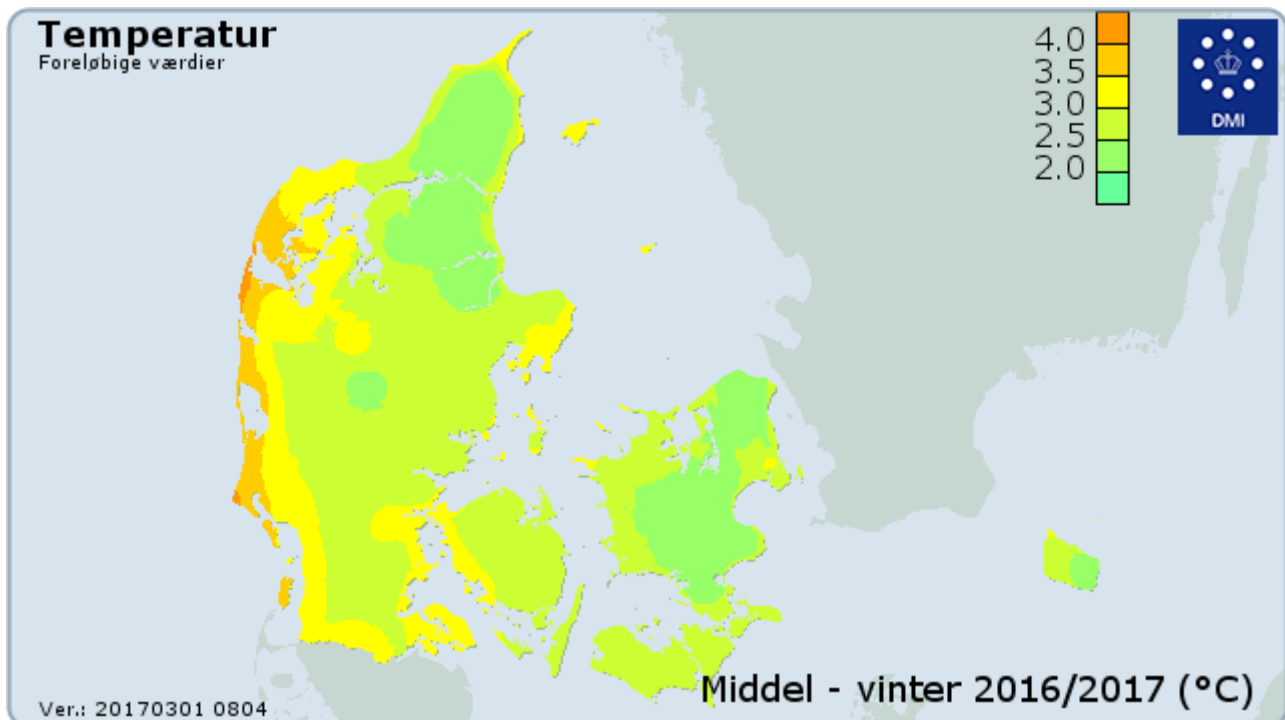 Temperatur
Foreløbige værdier
4.0
3.5
3.0
2.5
2.0
DMI
Middel - vinter 2016/2017 (°C)
Ver.: 20170301 0804